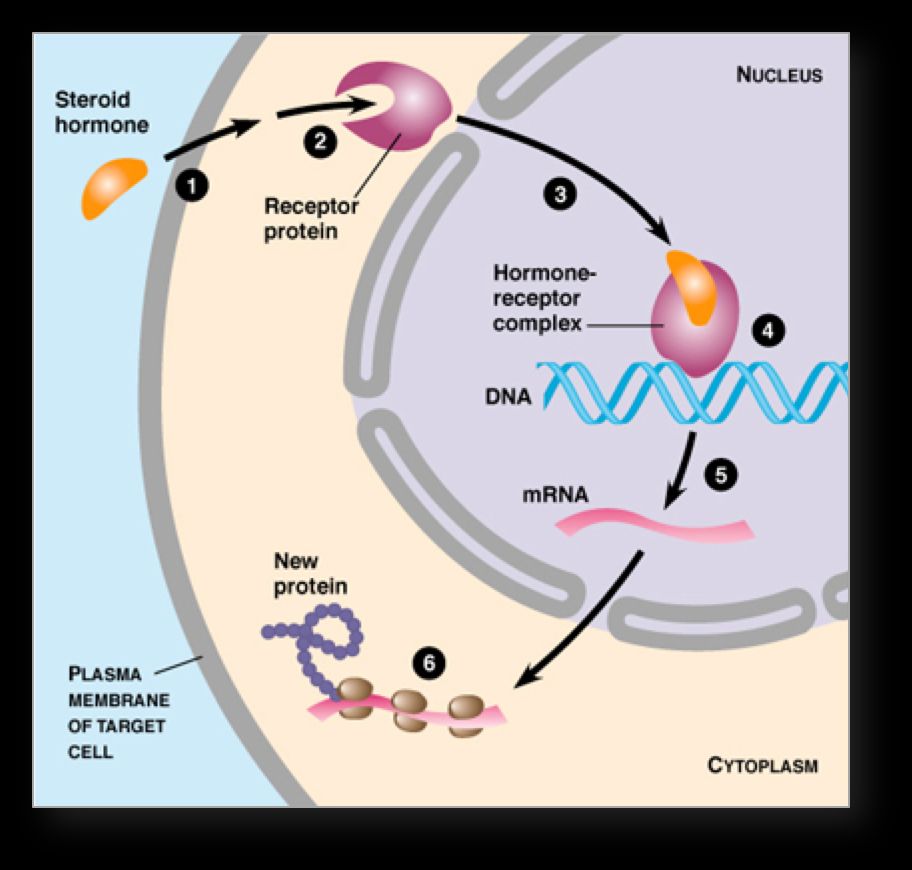 NUCLEUS
Steroid
hormone
1
2
Receptor
protein
3
Hormone-
receptor
complex
4
DNA
5
mRNA
New
protein
6
PLASMA
MEMBRANE
OF TARGET
CELL
CYTOPLASM